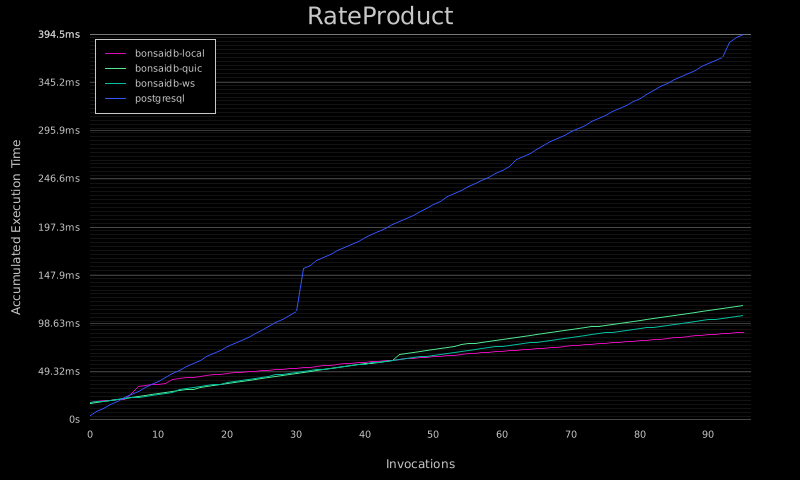 RateProduct
394.5ms
345.2ms
295.9ms
246.6ms
197.3ms
147.9ms
98.63ms
49.32ms
0s
Accumulated Execution Time
bonsaidb-local
bonsaidb-quic
bonsaidb-ws
postgresql
0 10 20 30 40 50 60 70 80 90
Invocations